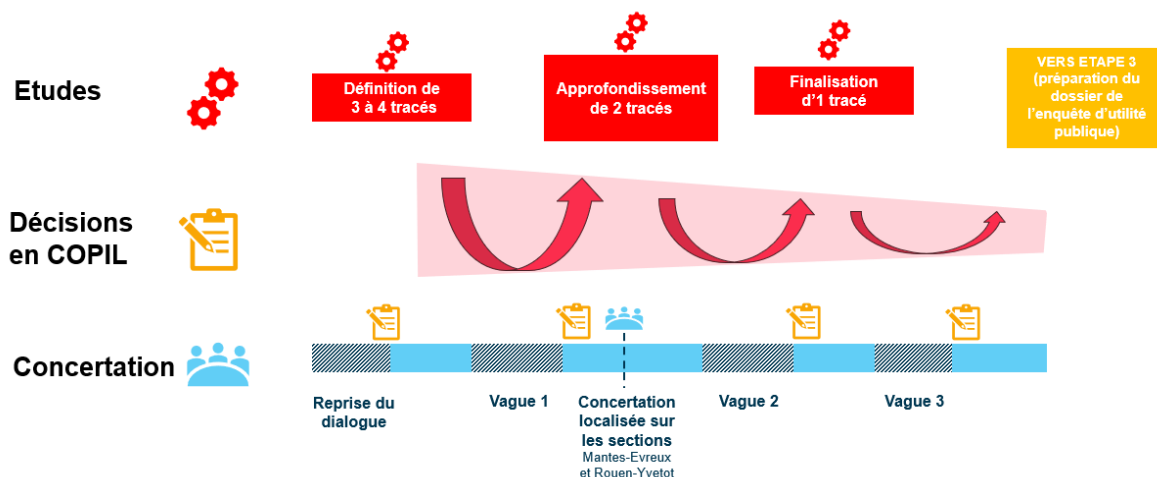 Etudes
Définition de
3 à 4 tracés
Approfondissement
de 2 tracés
Finalisation
d'1 tracé
VERS ETAPE 3
(préparation du
dossier de
l'enquête d'utilité
publique)
Décisions
en COPIL
Concertation
Reprise du
dialogue
Vague 1
Concertation
localisée sur
les sections
Mantes-Evreux
et Rouen-Yvetot
Vague 2
Vague 3